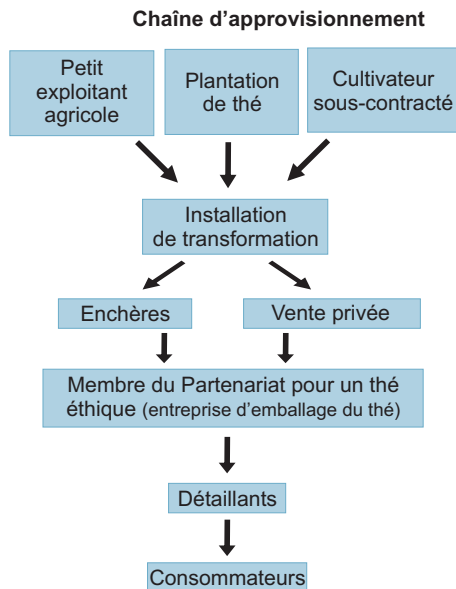 Chaîne d'approvisionnement
Petit
exploitant
agricole
Plantation
de thé
Cultivateur
sous-contracté
Installation
de transformation
Enchères
Vente privée
Membre du Partenariat pour un thé
éthique (entreprise d'emballage du thé)
Détaillants
Consommateurs